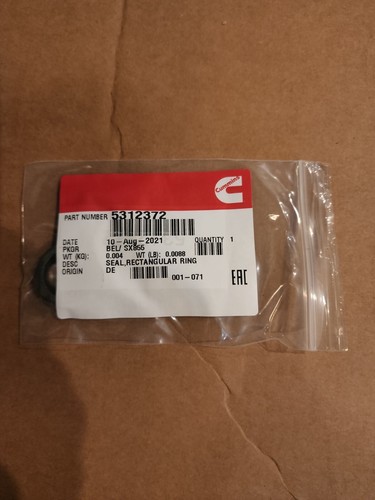 Cummins
PART NUMBER 5312372
DATE 10-Aug-2021 QUANTITY 1
PKGR BEL/ SX855
WT (KG): 0.004 WT (LB): 0.0088
DESC SEAL,RECTANGULAR RING
ORIGIN DE 001-071
EAC